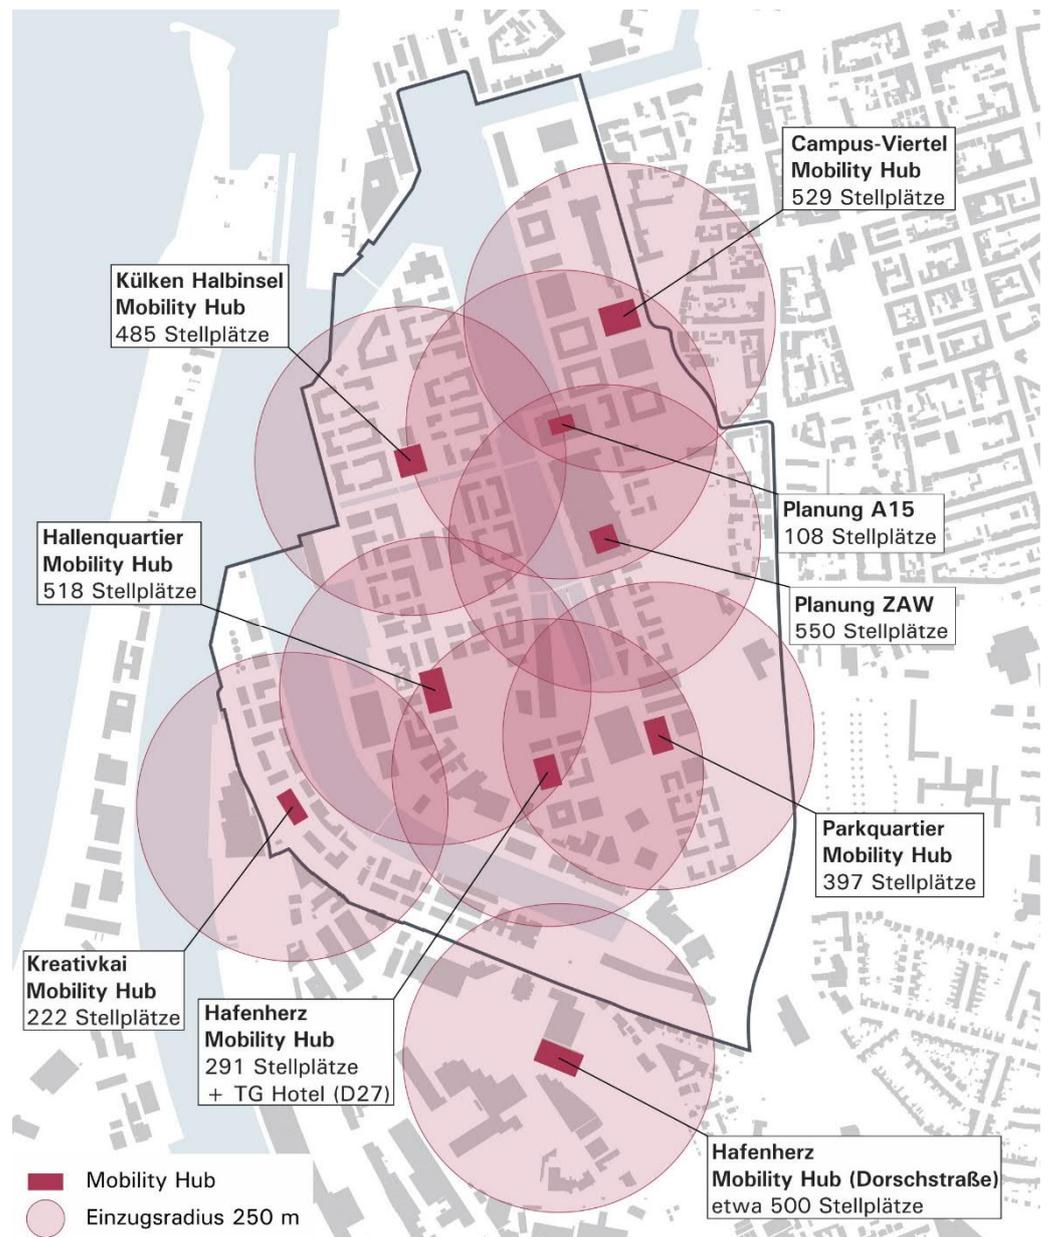 Campus-Viertel
Mobility Hub
529 Stellplätze
Külken Halbinsel
Mobility Hub
485 Stellplätze
Planung A15
108 Stellplätze
Hallenquartier
Mobility Hub
518 Stellplätze
Planung ZAW
550 Stellplätze
Parkquartier
Mobility Hub
397 Stellplätze
Kreativkai
Mobility Hub
222 Stellplätze
Hafenherz
Mobility Hub
291 Stellplätze
+ TG Hotel (D27)
Hafenherz
Mobility Hub (Dorschstraße)
etwa 500 Stellplätze
Mobility Hub
Einzugsradius 250 m